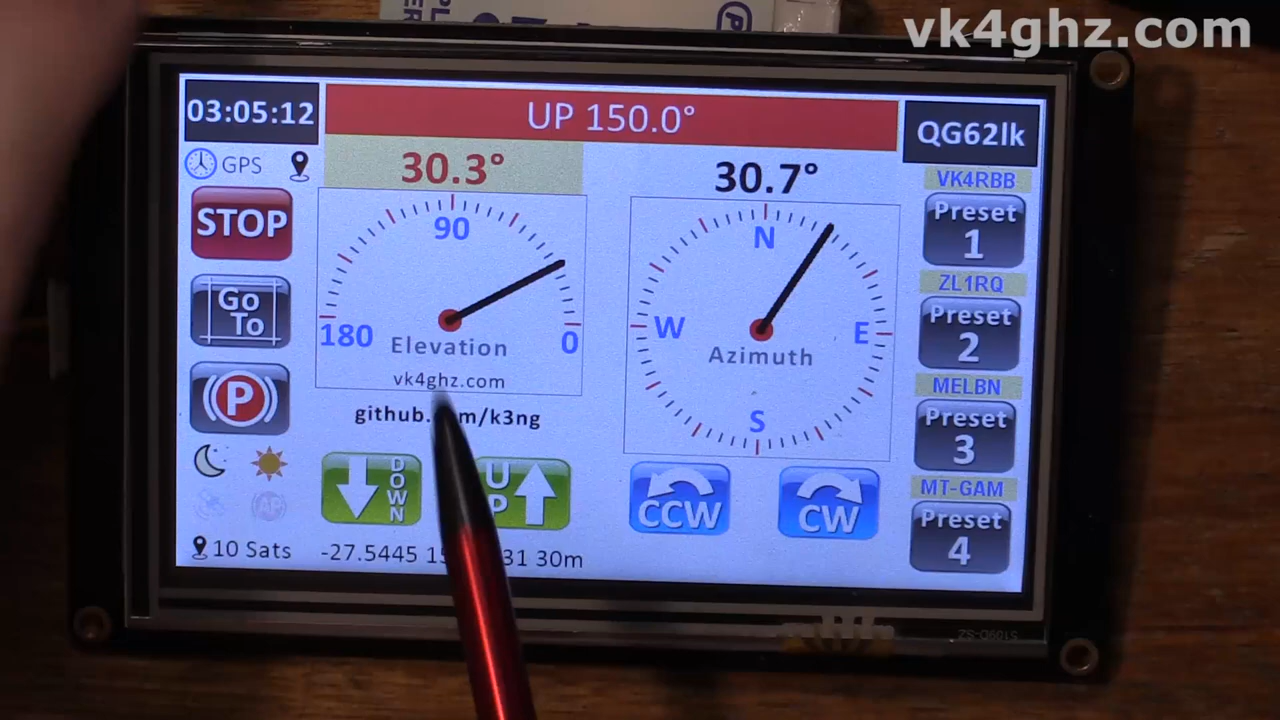 vk4ghz.com
03:05:12
UP 150.0°
QG62lk
GPS
30.3°
30.7°
VK4RBB
STOP
90
N
Preset
1
ZL1RQ
Go
To
180
0
W
E
Preset
2
Elevation
Azimuth
vk4ghz.com
MELBN
P
github. m/k3ng
S
Preset
3
DOWN
UP
CCW
CW
MT-GAM
AP
Preset
4
10 Sats
-27.5445 31 30m